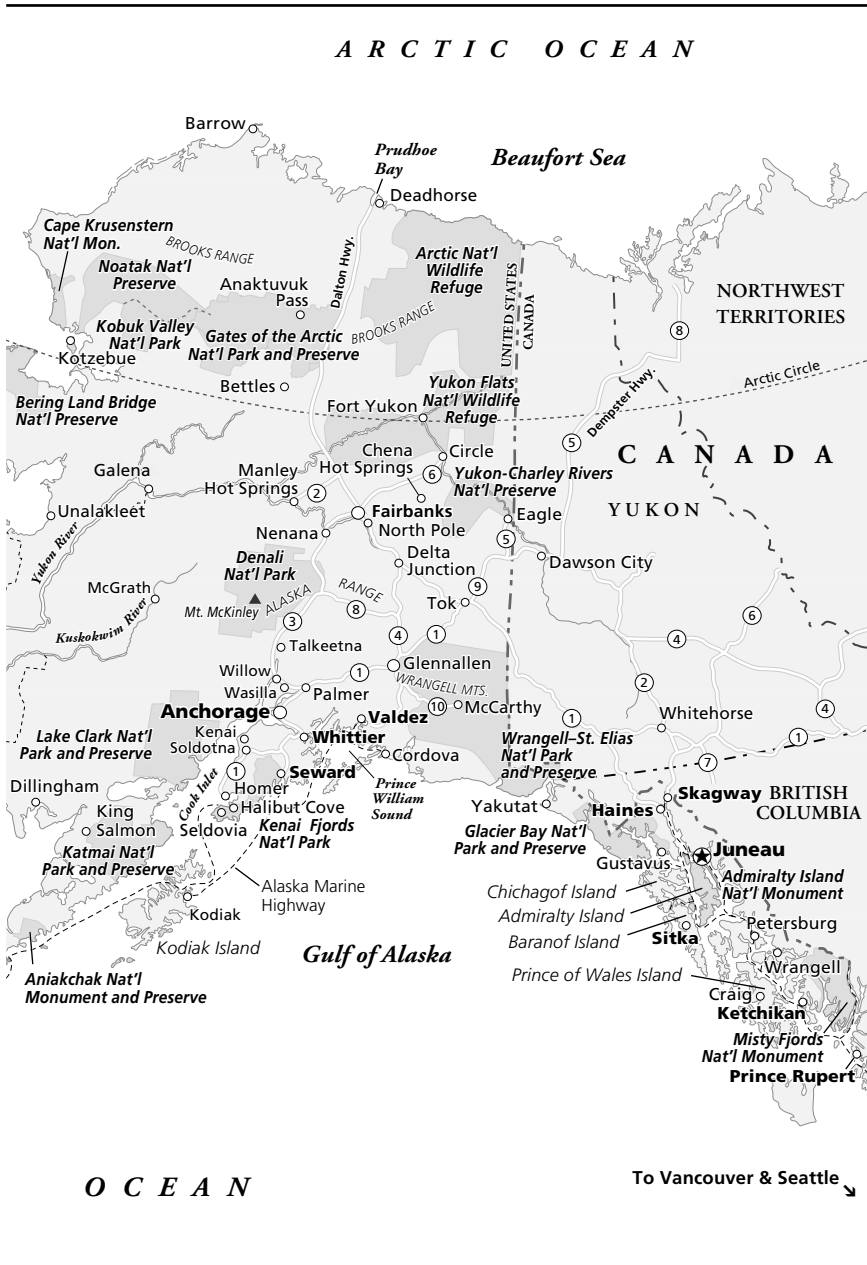 ARCTIC OCEAN
Barrow
Prudhoe
Bay
Beaufort Sea
Deadhorse
Cape Krusenstern
Nat'l Mon.
BROOKS RANGE
Noatak Nat'l
Preserve
Anaktuvuk
Pass
Dalton Hwy.
Arctic Nat'l
Wildlife
Refuge
UNITED STATES
CANADA
NORTHWEST
TERRITORIES
8
Kobuk Valley
Nat'l Park
Gates of the Arctic
Nat'l Park and Preserve
BROOKS RANGE
Kotzebue
Bettles
Yukon Flats
Nat'l Wildlife
Refuge
Dempster Hwy.
Arctic Circle
Bering Land Bridge
Nat'l Preserve
Fort Yukon
5
CANADA
Chena
Hot Springs
Circle
6
Yukon-Charley Rivers
Nat'l Preserve
Galena
Manley
Hot Springs
2
YUKON
Unalakleet
Fairbanks
North Pole
Eagle
Nenana
5
Yukon River
Denali
Nat'l Park
Delta
Junction
Dawson City
McGrath
Mt. McKinley
ALASKA RANGE
9
Tok
8
Kuskokwim River
3
4
1
6
4
Talkeetna
Glennallen
Willow
1
WRANGELL MTS.
2
Wasilla
Palmer
10
McCarthy
Anchorage
Valdez
1
Whitehorse
4
1
Lake Clark Nat'l
Park and Preserve
Kenai
Soldotna
Whittier
Cordova
Wrangell–St. Elias
Nat'l Park
and Preserve
7
Dillingham
1
Seward
Cook Inlet
Homer
Prince
William
Sound
Skagway
BRITISH
COLUMBIA
King
Salmon
Halibut Cove
Seldovia
Kenai Fjords
Nat'l Park
Yakutat
Haines
Katmai Nat'l
Park and Preserve
Glacier Bay Nat'l
Park and Preserve
Juneau
Gustavus
Admiralty Island
Nat'l Monument
Alaska Marine
Highway
Chichagof Island
Admiralty Island
Kodiak
Petersburg
Baranof Island
Sitka
Kodiak Island
Gulf of Alaska
Wrangell
Prince of Wales Island
Aniakchak Nat'l
Monument and Preserve
Craig
Ketchikan
Misty Fjords
Nat'l Monument
Prince Rupert
To Vancouver & Seattle
OCEAN